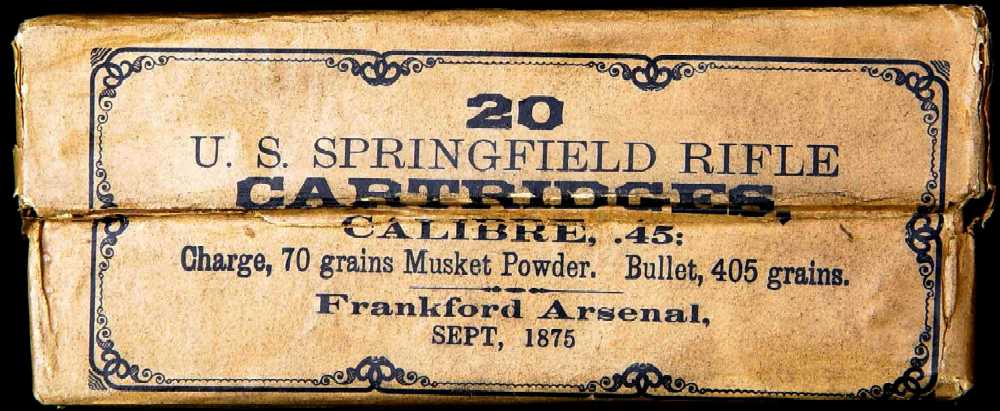 20
U. S. SPRINGFIELD RIFLE
CARTRIDGES,
CALIBRE, .45:
Charge, 70 grains Musket Powder. Bullet, 405 grains.
Frankford Arsenal,
SEPT, 1875